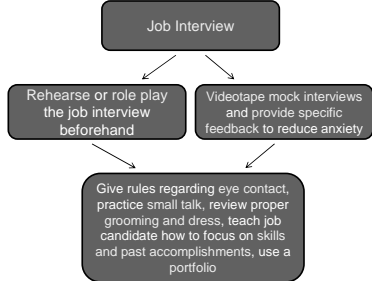 Job Interview
Rehearse or role play
the job interview
beforehand
Videotape mock interviews
and provide specific
feedback to reduce anxiety
Give rules regarding eye contact,
practice small talk, review proper
grooming and dress, teach job
candidate how to focus on skills
and past accomplishments, use a
portfolio